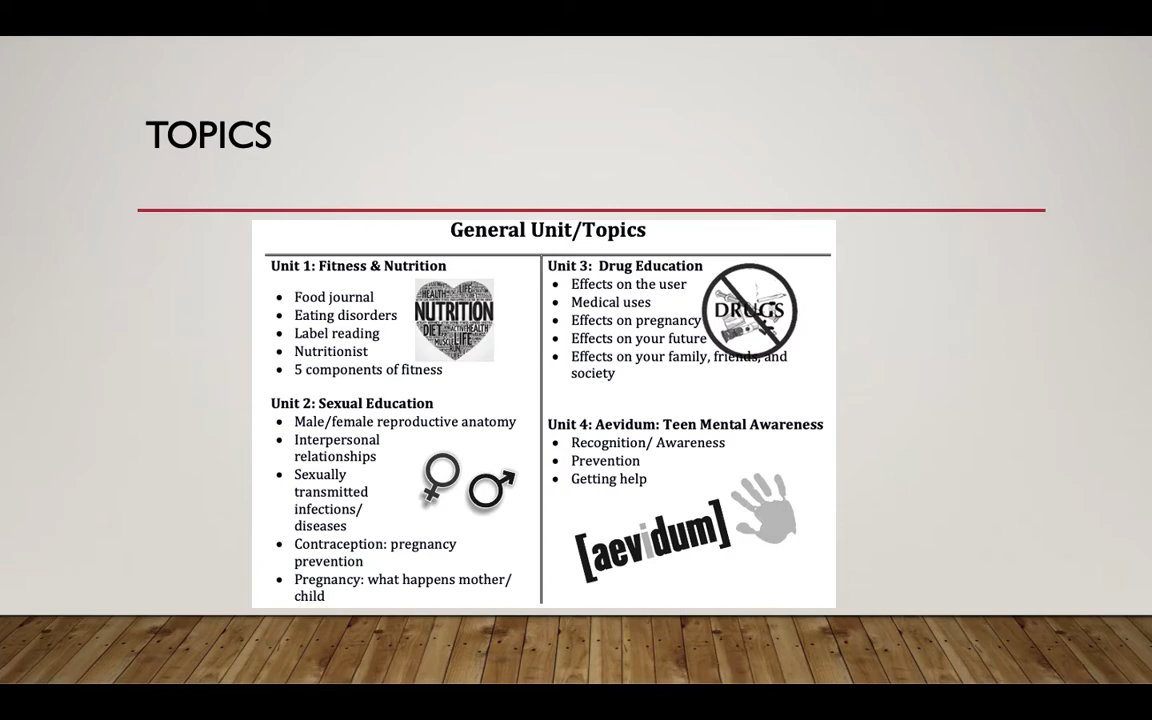 TOPICS
General Unit/Topics
Unit 1: Fitness & Nutrition
• Food journal
• Eating disorders
• Label reading
• Nutritionist
• 5 components of fitness
HEALTH
LIFE
NUTRITION
DIET
HEALTH
MUSCLE
LIFE
RUN
Unit 2: Sexual Education
• Male/female reproductive anatomy
• Interpersonal
relationships
• Sexually
transmitted
infections/
diseases
• Contraception: pregnancy
prevention
• Pregnancy: what happens mother/
child
Unit 3: Drug Education
• Effects on the user
• Medical uses
• Effects on pregnancy
• Effects on your future
• Effects on your family, friends, and
society
DRUGS
Unit 4: Aevidum: Teen Mental Awareness
• Recognition/ Awareness
• Prevention
• Getting help
[aevidum]